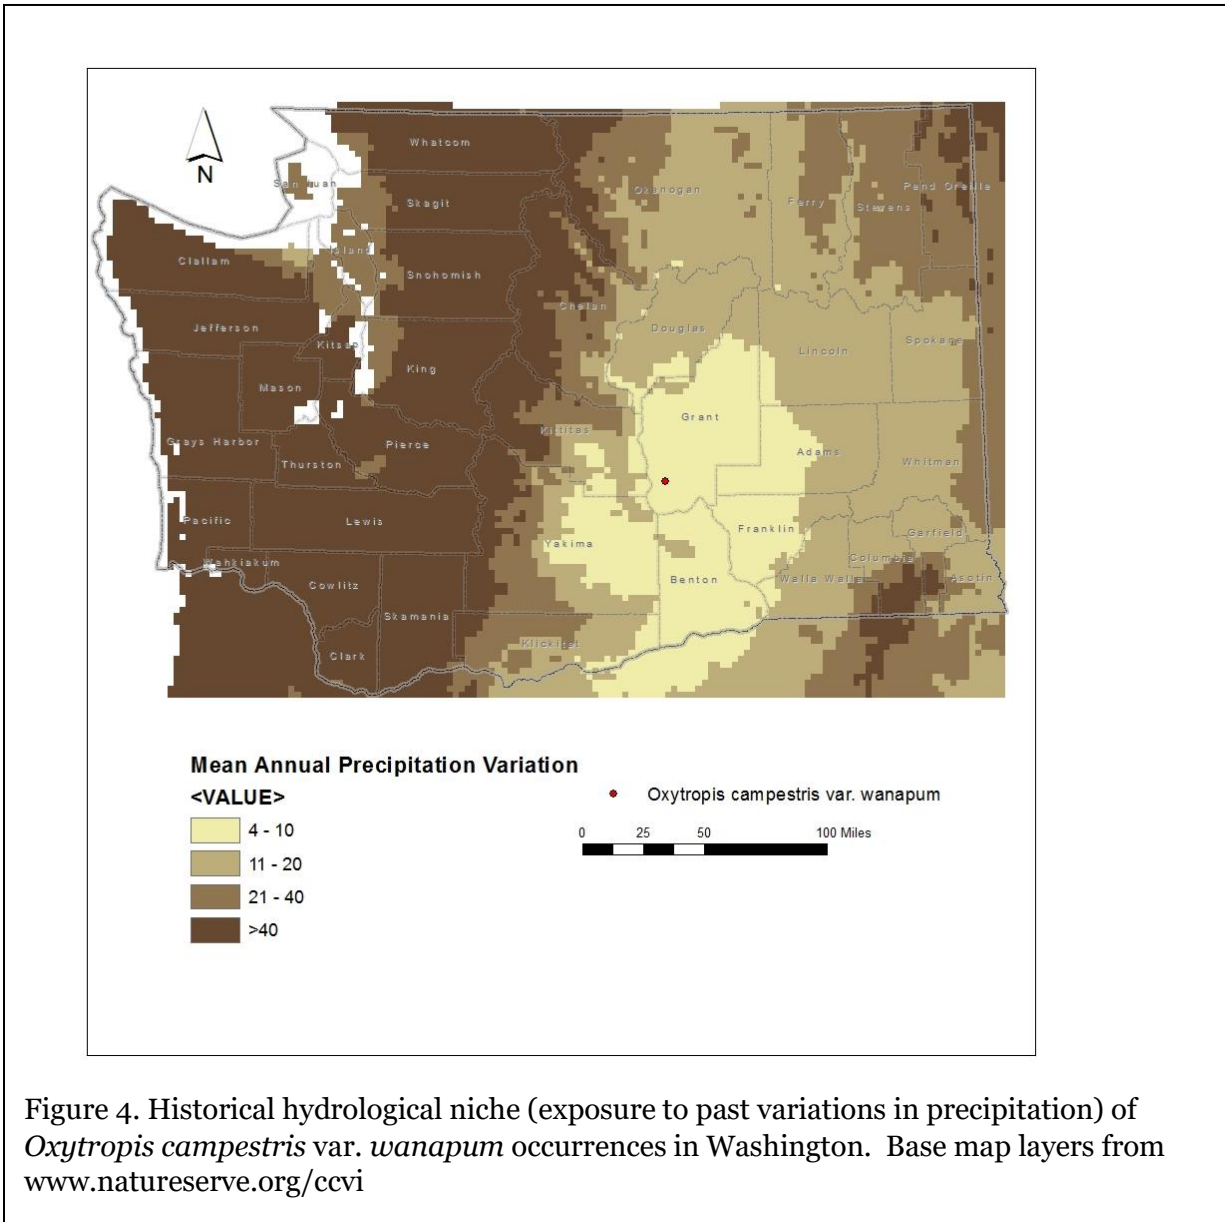 N
Whatcom
San Juan
Okanogan
Ferry
Pend Oreille
Stevens
Skagit
Island
Clallam
Snohomish
Chelan
Jefferson
Douglas
Kitsap
Lincoln
Spokane
King
Mason
Grant
Kittitas
Grays Harbor
Pierce
Adams
Thurston
Whitman
Pacific
Lewis
Franklin
Garfield
Yakima
Columbia
Wahkiakum
Cowlitz
Benton
Walla Walla
Asotin
Skamania
Klickitat
Clark
Mean Annual Precipitation Variation
<VALUE>
4 - 10
11 - 20
21 - 40
>40
Oxytropis campestris var. wanapum
0 25 50 100 Miles
Figure 4. Historical hydrological niche (exposure to past variations in precipitation) of
Oxytropis campestris var. wanapum occurrences in Washington. Base map layers from
www.natureserve.org/ccvi